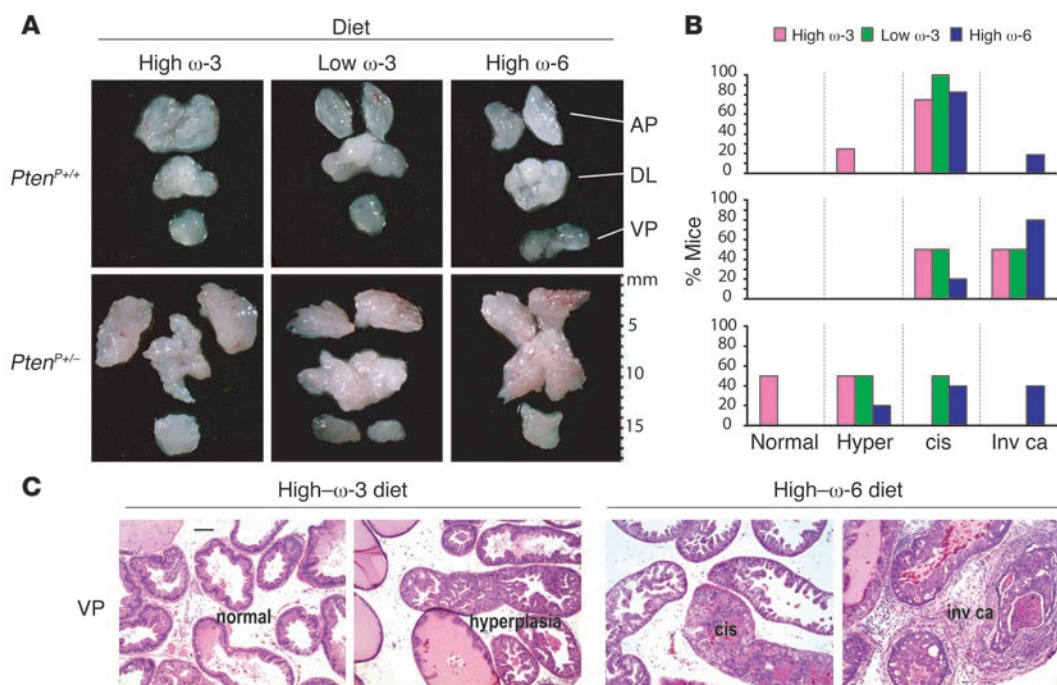 A
Diet
High ω-3
Low ω-3
High ω-6
Pten^P+/+
AP
DL
VP
Pten^P+/–
mm
5
10
15
B
High ω-3
Low ω-3
High ω-6
% Mice
100
80
60
40
20
0
100
80
60
40
20
0
100
80
60
40
20
0
Normal
Hyper
cis
Inv ca
C
High–ω-3 diet
High–ω-6 diet
VP
normal
hyperplasia
cis
inv ca